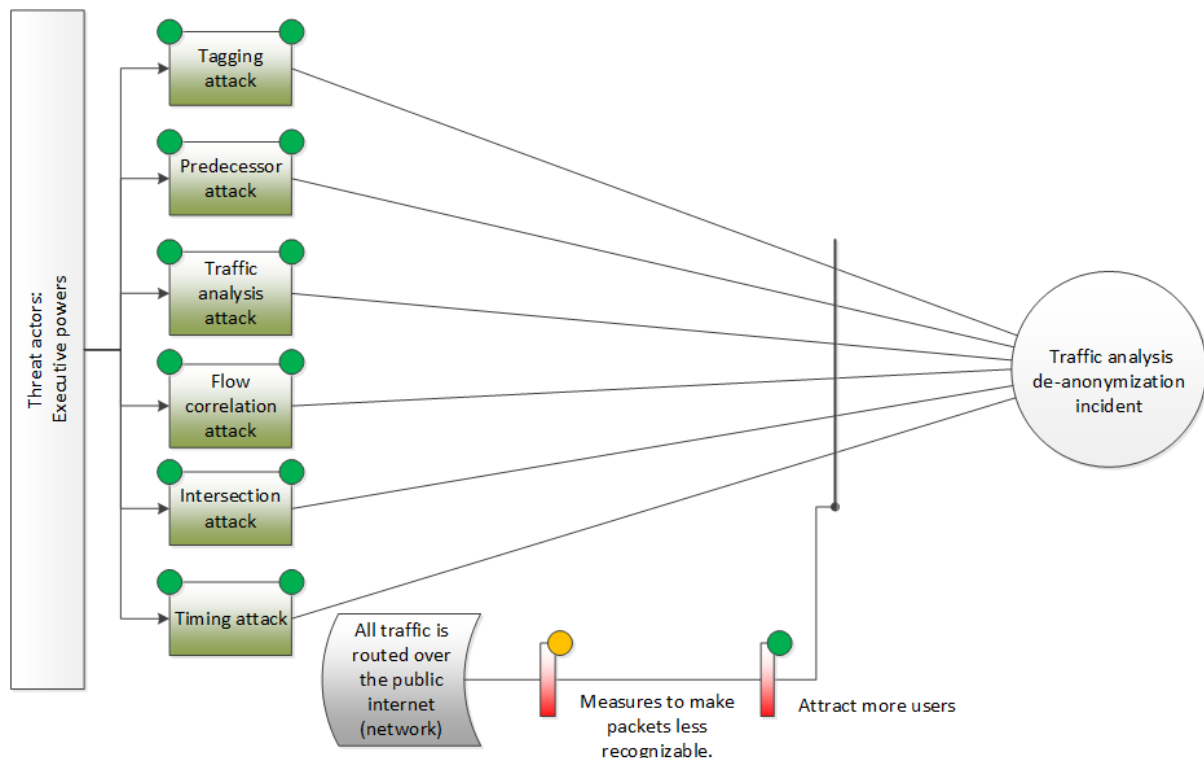 Threat actors:
Executive powers
Tagging
attack
Predecessor
attack
Traffic
analysis
attack
Flow
correlation
attack
Intersection
attack
Timing attack
Traffic analysis
de-anonymization
incident
All traffic is
routed over
the public
internet
(network)
Measures to make
packets less
recognizable.
Attract more users